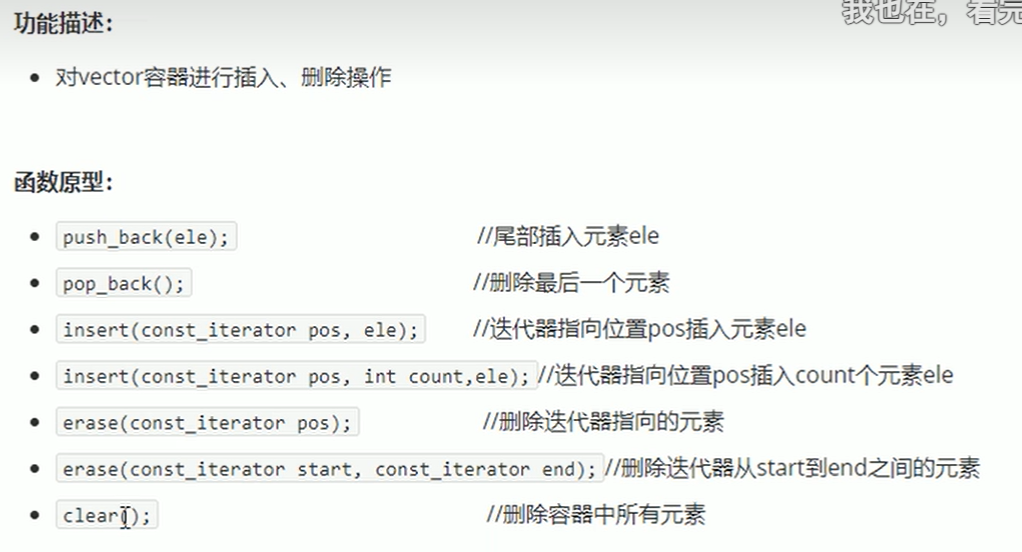 我也在，看完
功能描述：
• 对vector容器进行插入、删除操作
函数原型：
• push_back(ele); //尾部插入元素ele
• pop_back(); //删除最后一个元素
• insert(const_iterator pos, ele); //迭代器指向位置pos插入元素ele
• insert(const_iterator pos, int count,ele); //迭代器指向位置pos插入count个元素ele
• erase(const_iterator pos); //删除迭代器指向的元素
• erase(const_iterator start, const_iterator end); //删除迭代器从start到end之间的元素
• clear(); //删除容器中所有元素